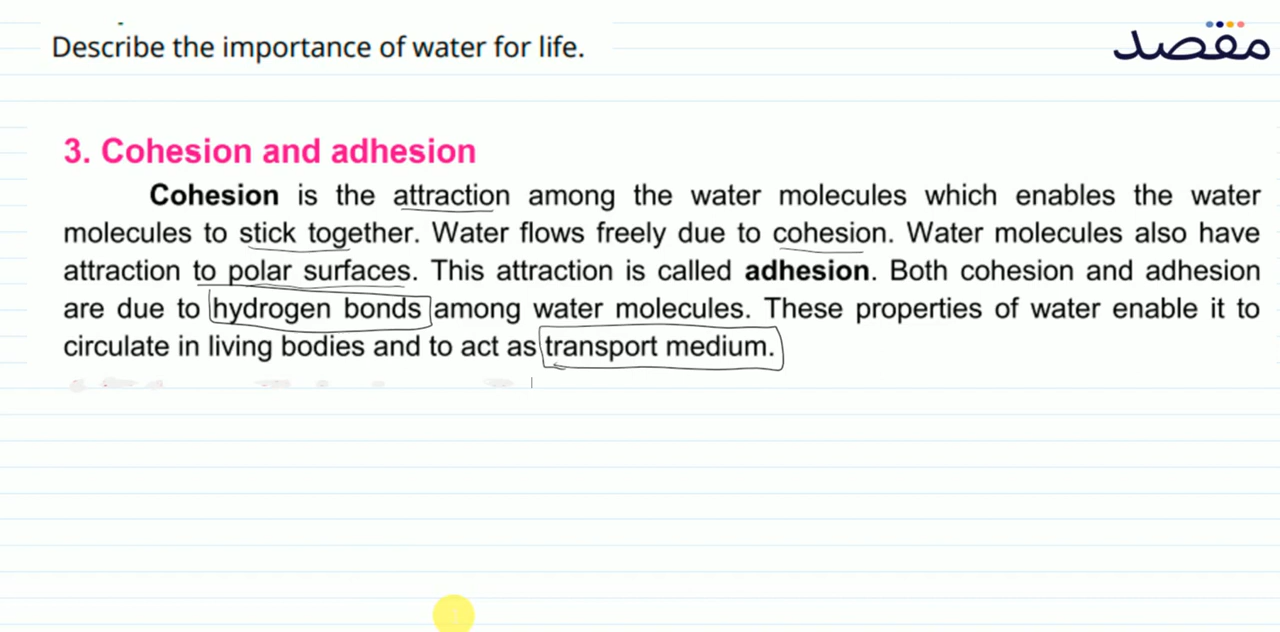 Describe the importance of water for life.
مقصد
3. Cohesion and adhesion
Cohesion is the attraction among the water molecules which enables the water
molecules to stick together. Water flows freely due to cohesion. Water molecules also have
attraction to polar surfaces. This attraction is called adhesion. Both cohesion and adhesion
are due to hydrogen bonds among water molecules. These properties of water enable it to
circulate in living bodies and to act as transport medium.